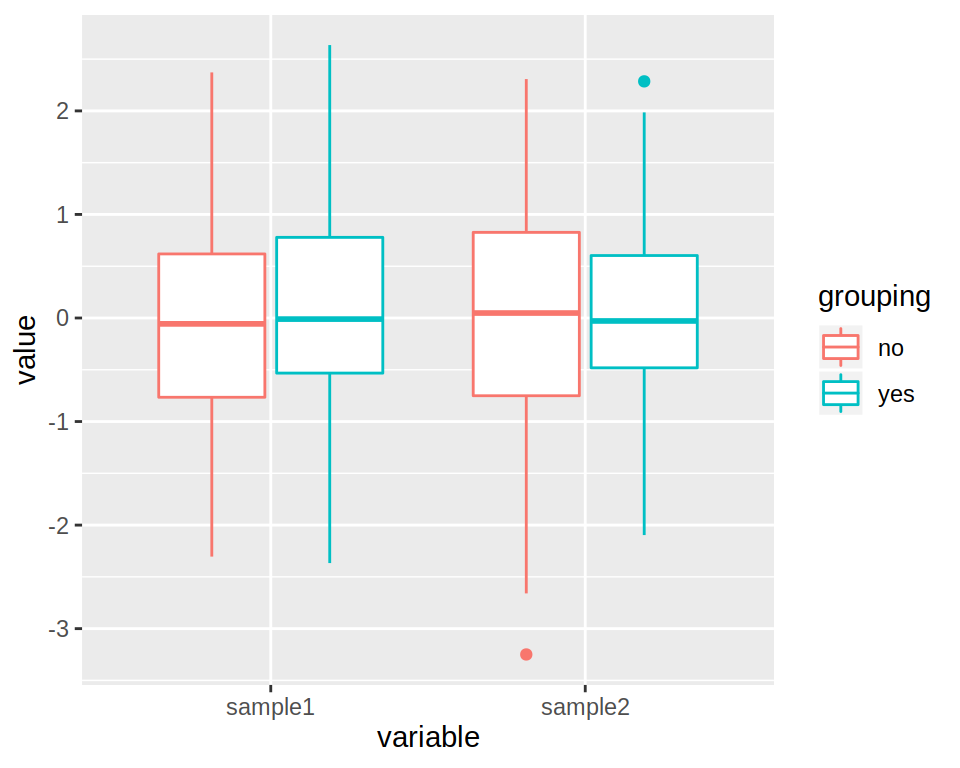 value
2
1
0
-1
-2
-3
sample1
sample2
variable
grouping
no
yes